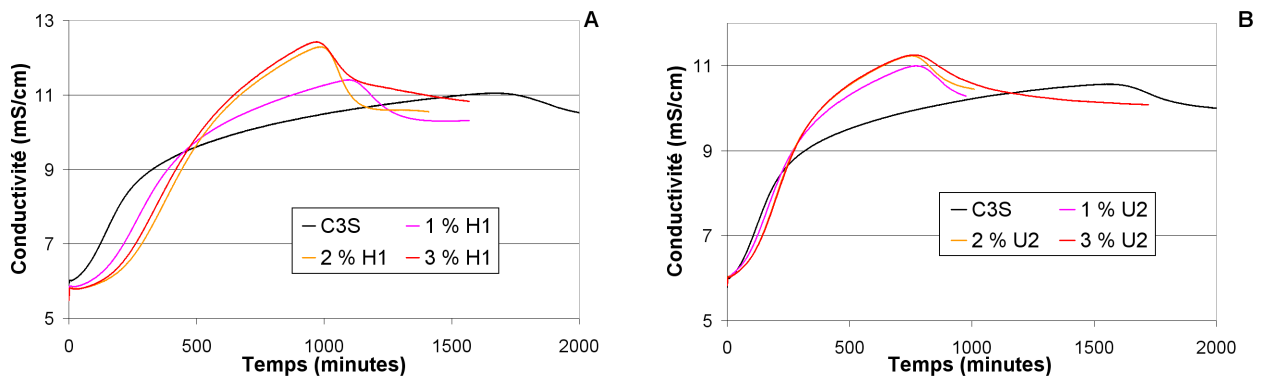 A
Conductivité (mS/cm)
13
11
9
7
5
C3S
1 % H1
2 % H1
3 % H1
0
500
1000
1500
2000
Temps (minutes)
B
Conductivité (mS/cm)
11
9
7
5
C3S
1 % U2
2 % U2
3 % U2
0
500
1000
1500
2000
Temps (minutes)